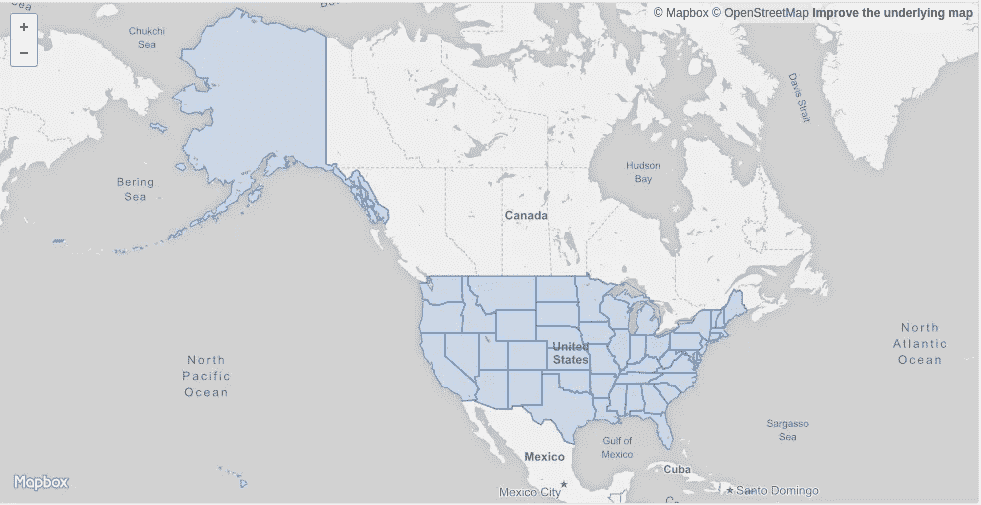 © Mapbox © OpenStreetMap Improve the underlying map
+
−
Chukchi
Sea
Davis Strait
Hudson
Bay
Bering
Sea
Canada
North
Pacific
Ocean
United
States
North
Atlantic
Ocean
Sargasso
Sea
Gulf of
Mexico
Mexico
Cuba
Mexico City
Santo Domingo
Mapbox